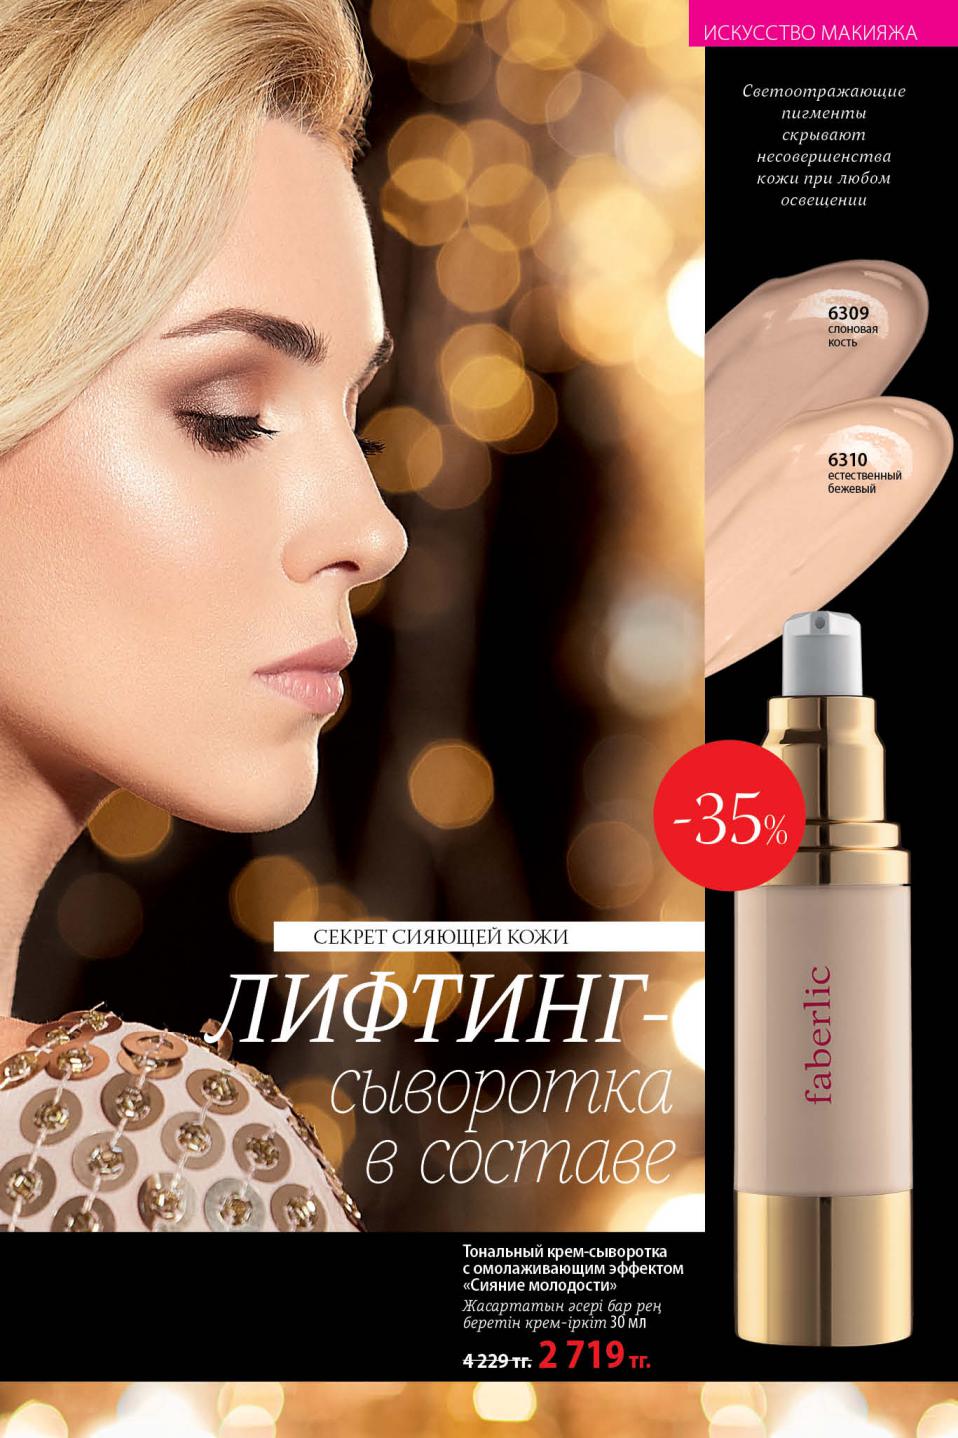 ИСКУССТВО МАКИЯЖА
Светоотражающие
пигменты
скрывают
несовершенства
кожи при любом
освещении
6309
слоновая
кость
6310
естественный
бежевый
-35%
faberlic
СЕКРЕТ СИЯЮЩЕЙ КОЖИ
ЛИФТИНГ-
сыворотка
в составе
Тональный крем-сыворотка
с омолаживающим эффектом
«Сияние молодости»
Жасартатын әсері бар рең
беретін крем-іркіт 30 мл
4 229 тг. 2 719 тг.